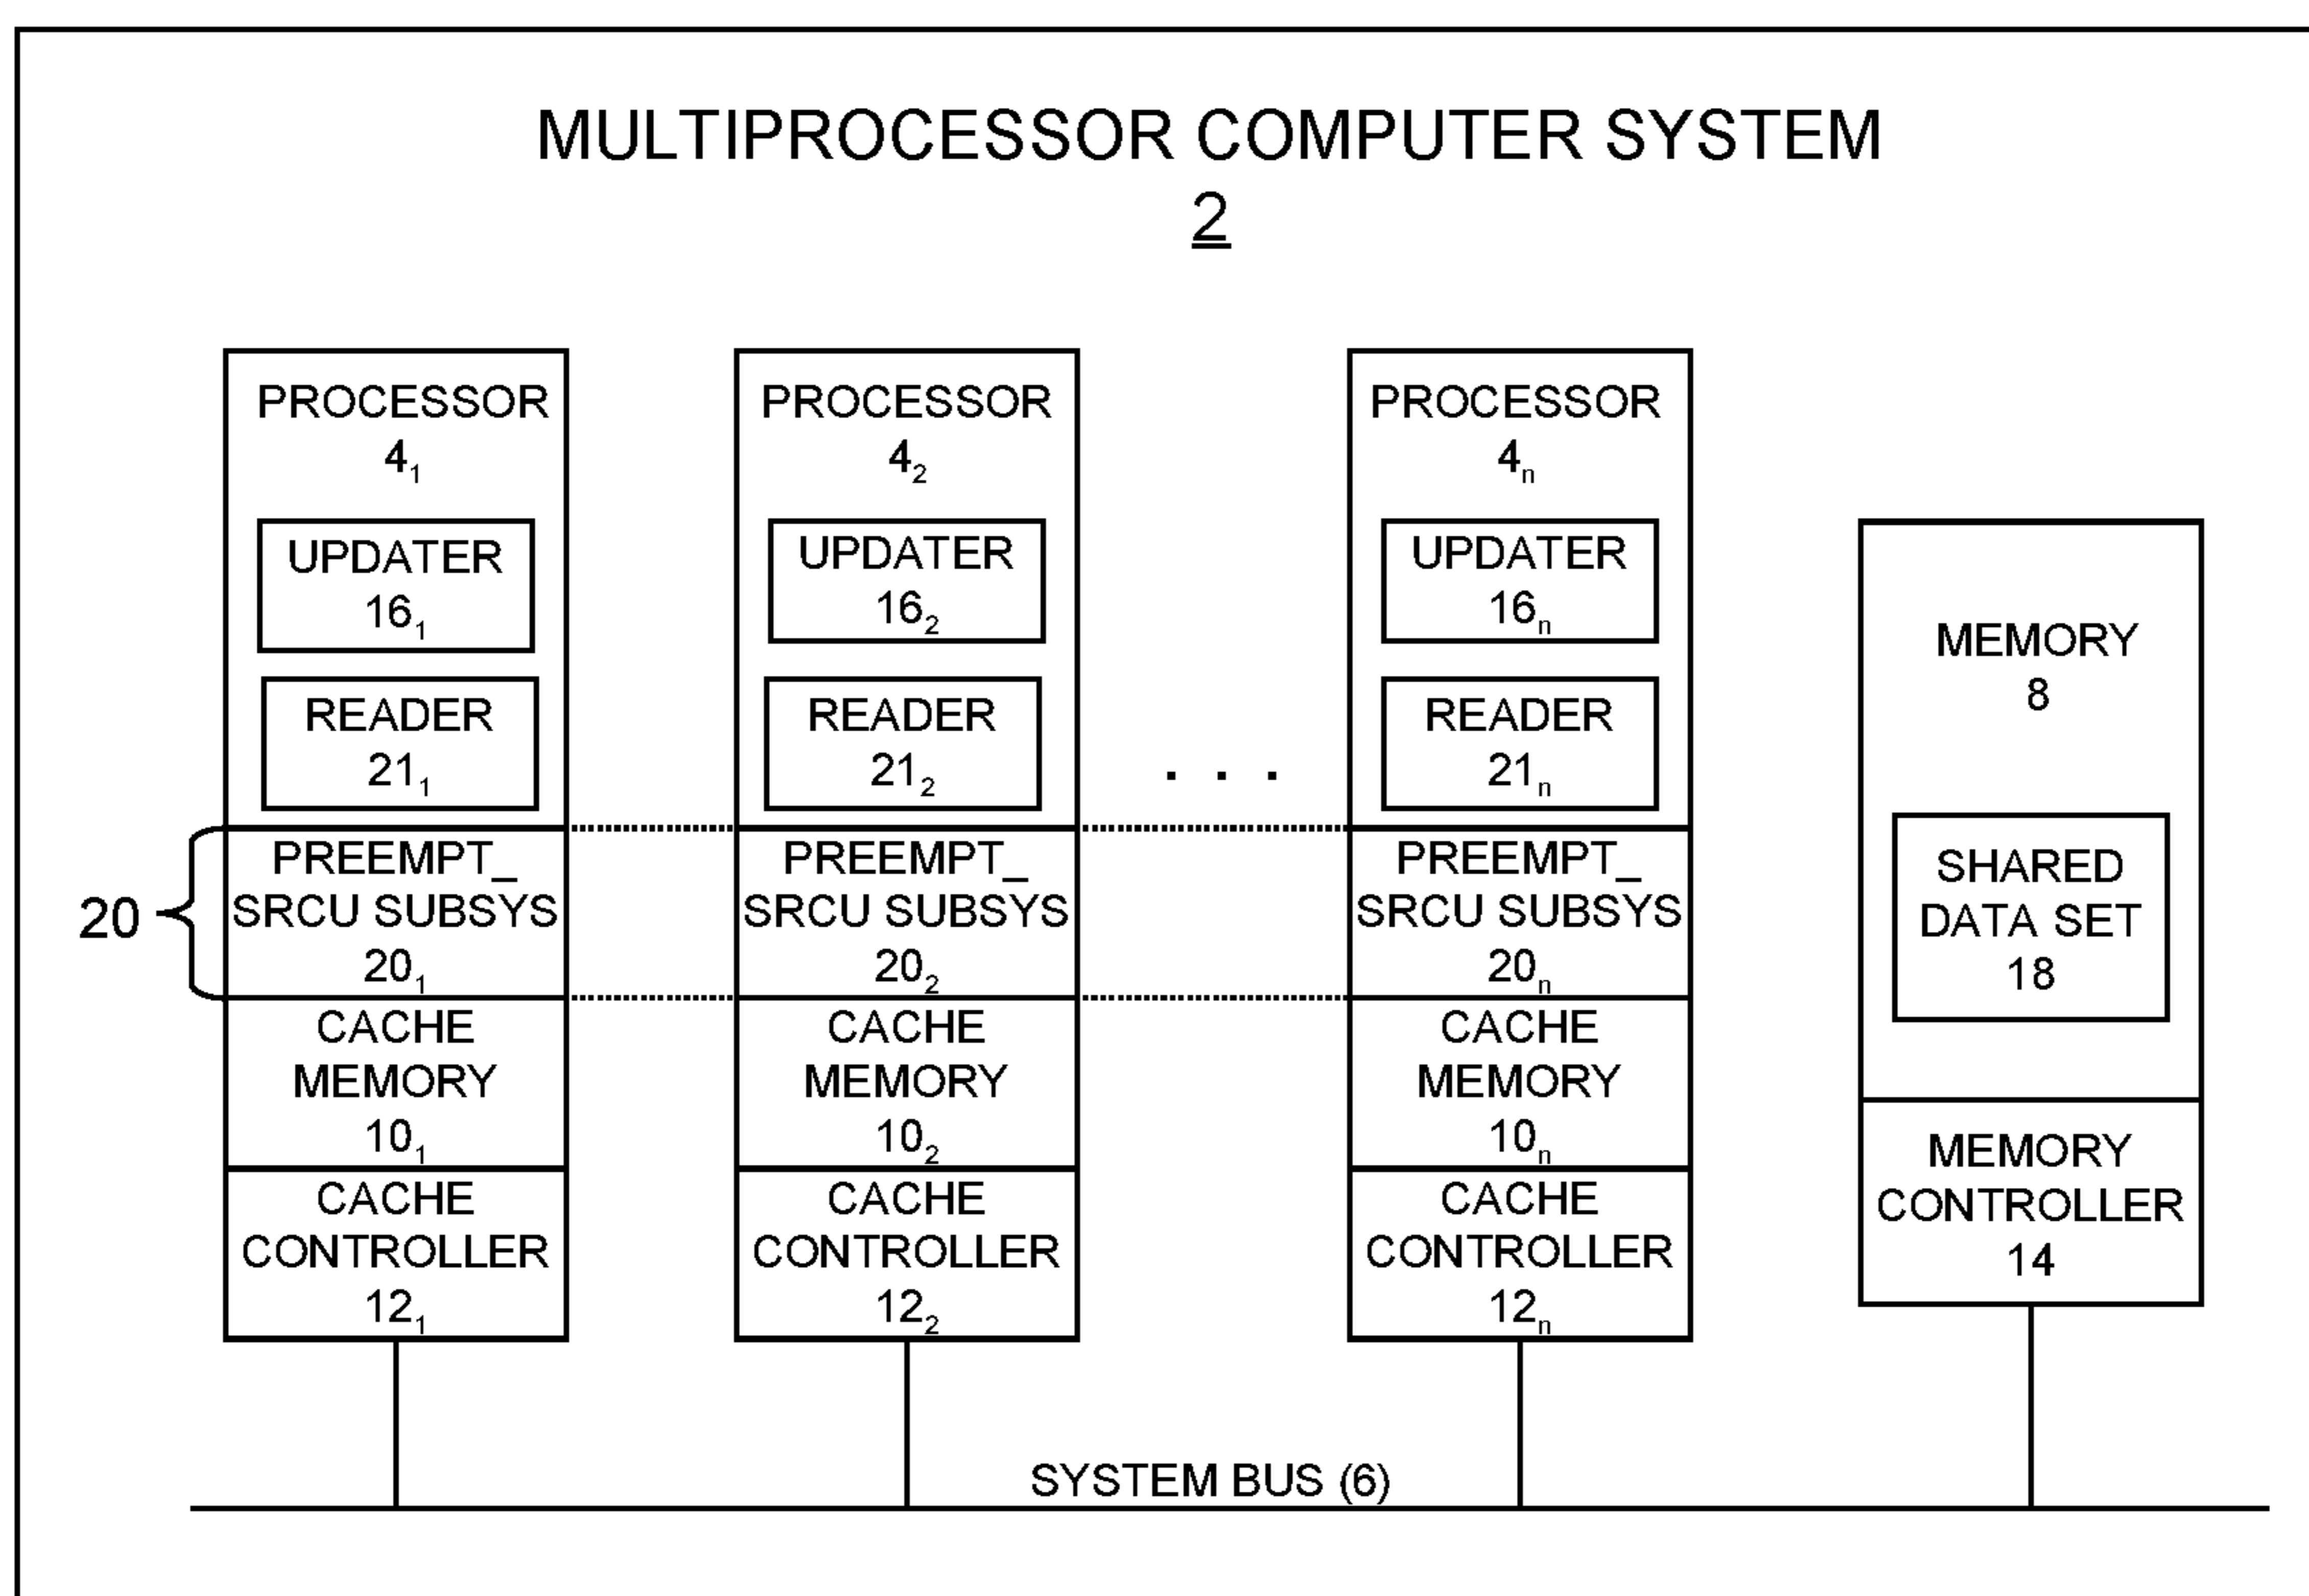 MULTIPROCESSOR COMPUTER SYSTEM
2
PROCESSOR
4₁
UPDATER
16₁
READER
21₁
PREEMPT_
SRCU SUBSYS
20₁
CACHE
MEMORY
10₁
CACHE
CONTROLLER
12₁
20
PROCESSOR
4₂
UPDATER
16₂
READER
21₂
PREEMPT_
SRCU SUBSYS
20₂
CACHE
MEMORY
10₂
CACHE
CONTROLLER
12₂
. . .
PROCESSOR
4ₙ
UPDATER
16ₙ
READER
21ₙ
PREEMPT_
SRCU SUBSYS
20ₙ
CACHE
MEMORY
10ₙ
CACHE
CONTROLLER
12ₙ
MEMORY
8
SHARED
DATA SET
18
MEMORY
CONTROLLER
14
SYSTEM BUS (6)